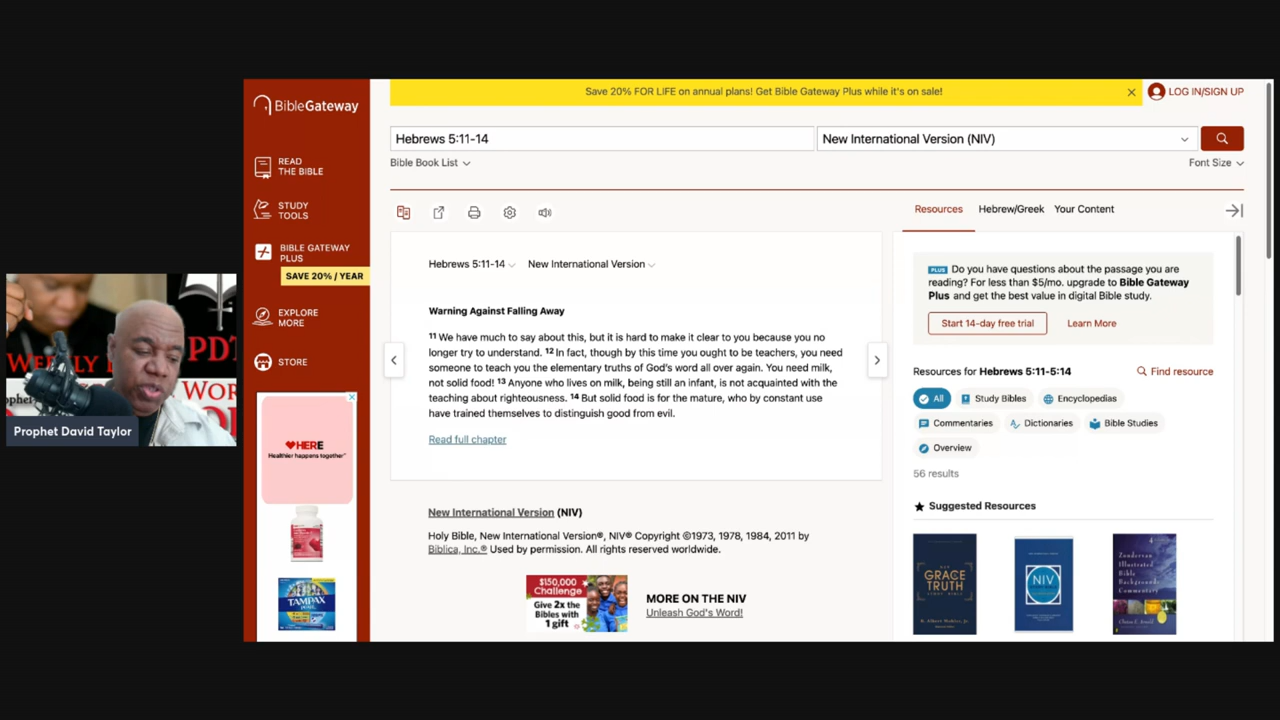 BibleGateway
READ
THE BIBLE
STUDY
TOOLS
BIBLE GATEWAY
PLUS
SAVE 20% / YEAR
EXPLORE
MORE
STORE
HERE
Healthier happens together™
TAMPAX
Save 20% FOR LIFE on annual plans! Get Bible Gateway Plus while it's on sale!
LOG IN/SIGN UP
Hebrews 5:11-14
New International Version (NIV)
Bible Book List
Font Size
Hebrews 5:11-14
New International Version
Warning Against Falling Away
11 We have much to say about this, but it is hard to make it clear to you because you no
longer try to understand. 12 In fact, though by this time you ought to be teachers, you need
someone to teach you the elementary truths of God's word all over again. You need milk,
not solid food! 13 Anyone who lives on milk, being still an infant, is not acquainted with the
teaching about righteousness. 14 But solid food is for the mature, who by constant use
have trained themselves to distinguish good from evil.
Read full chapter
New International Version (NIV)
Holy Bible, New International Version®, NIV® Copyright ©1973, 1978, 1984, 2011 by
Biblica, Inc.® Used by permission. All rights reserved worldwide.
$150,000
Challenge
Give 2x the
Bibles with
1 gift
MORE ON THE NIV
Unleash God's Word!
Resources
Hebrew/Greek
Your Content
PLUS Do you have questions about the passage you are
reading? For less than $5/mo. upgrade to Bible Gateway
Plus and get the best value in digital Bible study.
Start 14-day free trial
Learn More
Resources for Hebrews 5:11-5:14
Find resource
All
Study Bibles
Encyclopedias
Commentaries
Dictionaries
Bible Studies
Overview
56 results
Suggested Resources
GRACE
TRUTH
NIV
Zondervan
Illustrated
Bible
Backgrounds
Commentary
PDT
Prophet David Taylor